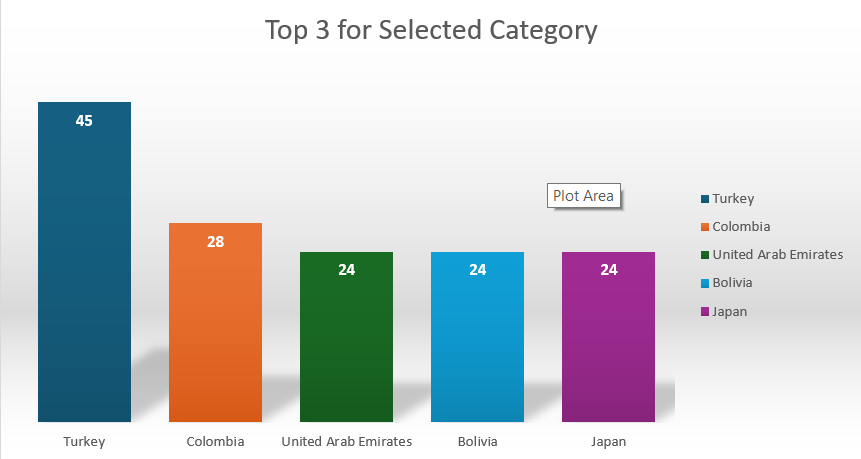 Top 3 for Selected Category
45
28
24
24
24
Plot Area
Turkey
Colombia
United Arab Emirates
Bolivia
Japan
Turkey
Colombia
United Arab Emirates
Bolivia
Japan